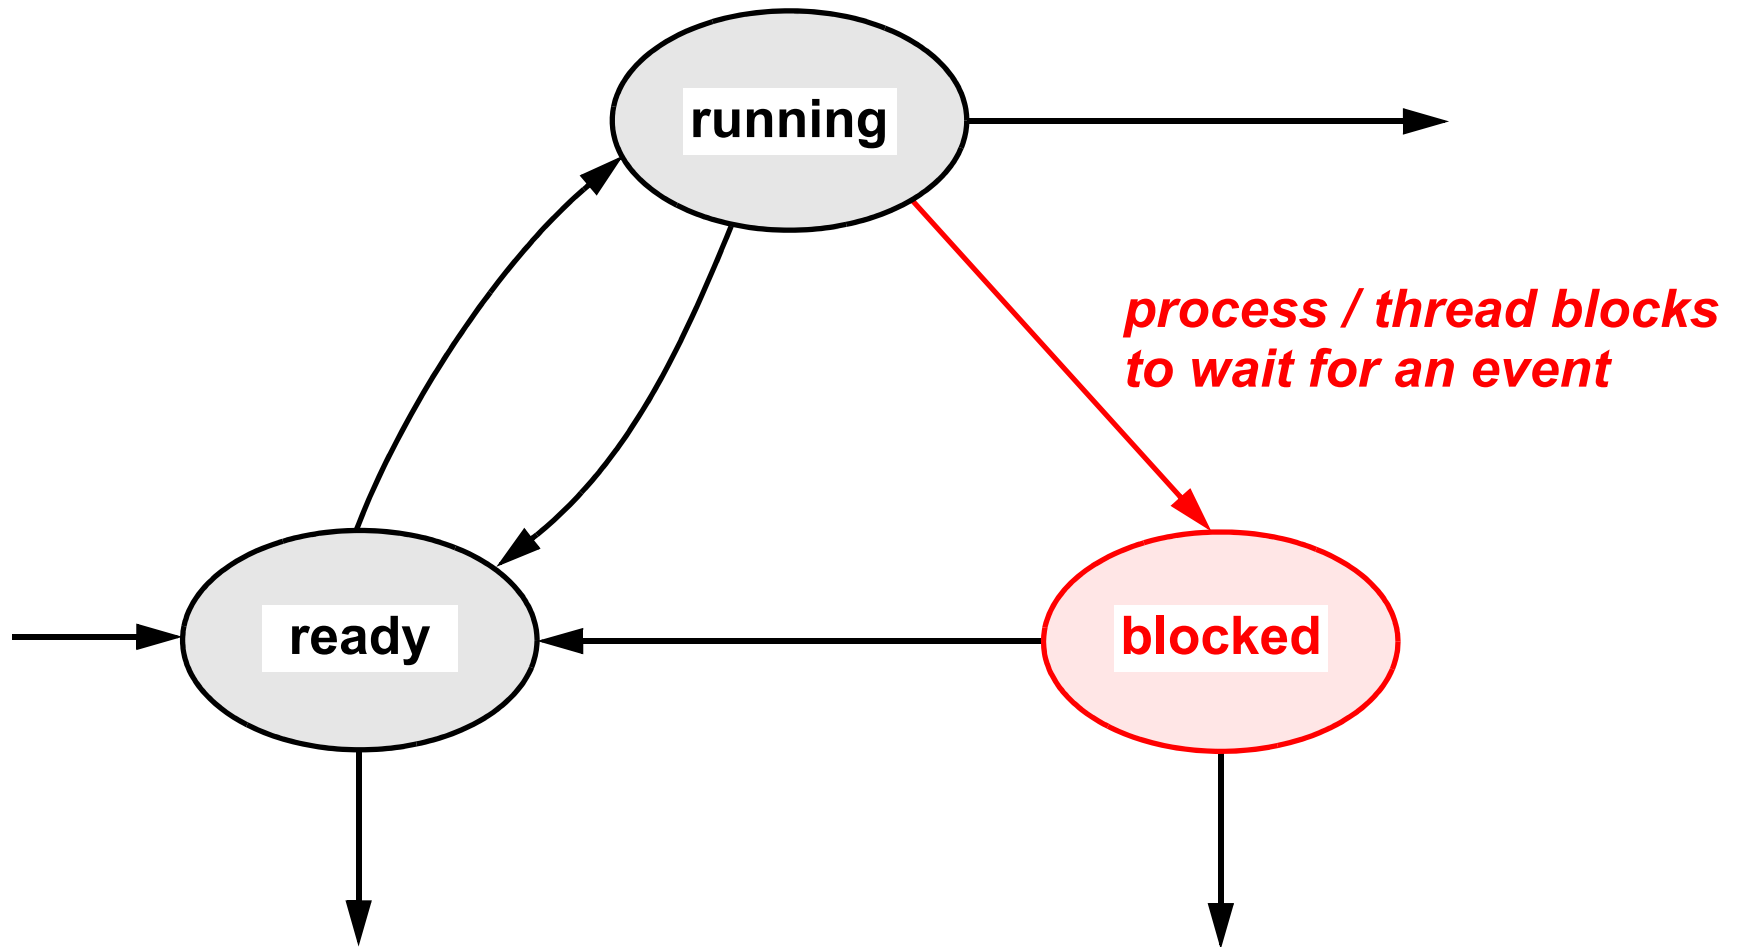 running
process / thread blocks
to wait for an event
ready
blocked